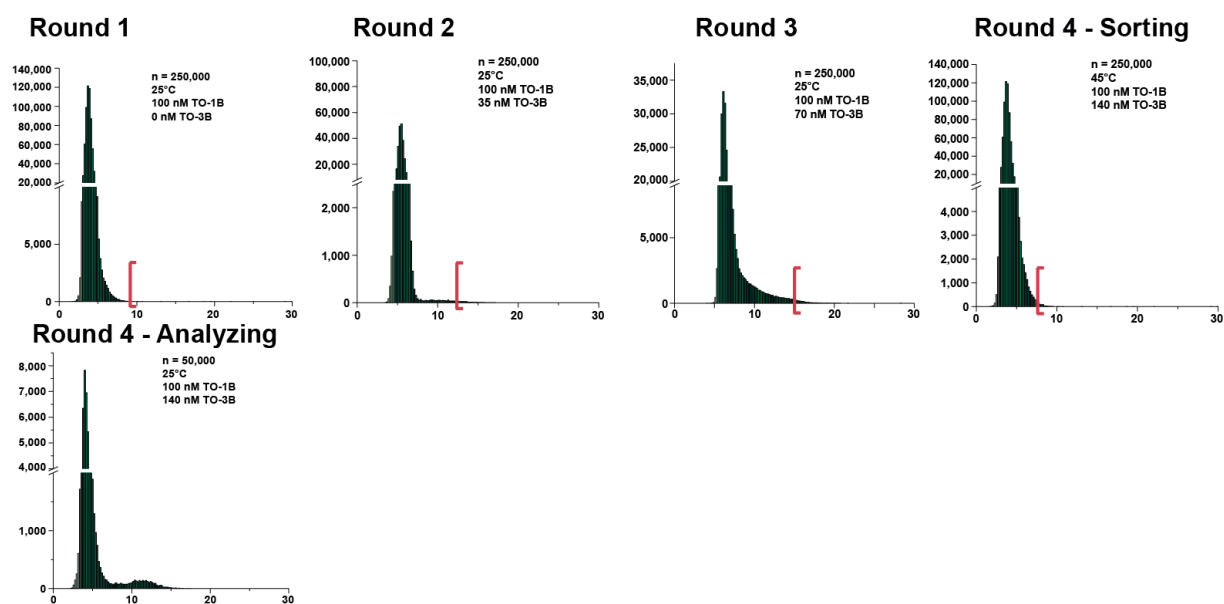 Round 1
Round 2
Round 3
Round 4 - Sorting
n = 250,000
25°C
100 nM TO-1B
0 nM TO-3B
140,000
120,000
100,000
80,000
60,000
40,000
20,000
5,000
0
0 10 20 30
n = 250,000
25°C
100 nM TO-1B
35 nM TO-3B
100,000
80,000
60,000
40,000
20,000
2,000
1,000
0
0 10 20 30
n = 250,000
25°C
100 nM TO-1B
70 nM TO-3B
35,000
30,000
25,000
20,000
5,000
0
0 10 20 30
n = 250,000
45°C
100 nM TO-1B
140 nM TO-3B
140,000
120,000
100,000
80,000
60,000
40,000
20,000
4,000
3,000
2,000
1,000
0
0 10 20 30
Round 4 - Analyzing
n = 50,000
25°C
100 nM TO-1B
140 nM TO-3B
8,000
7,000
6,000
5,000
4,000
1,000
0
0 10 20 30